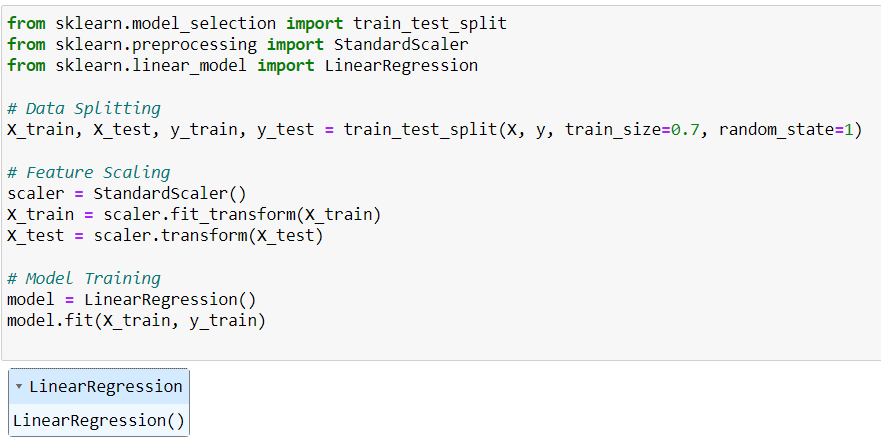 from sklearn.model_selection import train_test_split
from sklearn.preprocessing import StandardScaler
from sklearn.linear_model import LinearRegression
# Data Splitting
X_train, X_test, y_train, y_test = train_test_split(X, y, train_size=0.7, random_state=1)
# Feature Scaling
scaler = StandardScaler()
X_train = scaler.fit_transform(X_train)
X_test = scaler.transform(X_test)
# Model Training
model = LinearRegression()
model.fit(X_train, y_train)
▾ LinearRegression
LinearRegression()